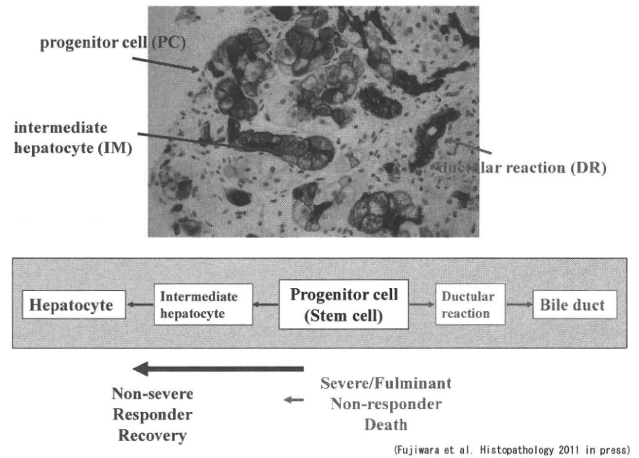 progenitor cell (PC)
intermediate
hepatocyte (IM)
ductular reaction (DR)
Hepatocyte
Intermediate
hepatocyte
Progenitor cell
(Stem cell)
Ductular
reaction
Bile duct
Non-severe
Responder
Recovery
Severe/Fulminant
Non-responder
Death
(Fujiwara et al. Histopathology 2011 in press)